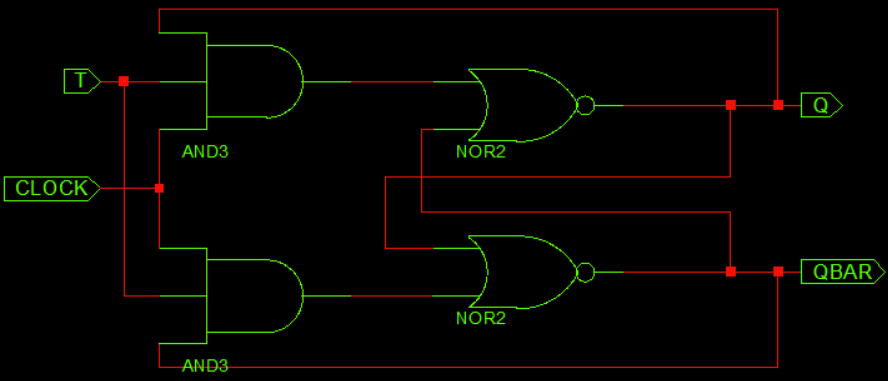 T
Q
AND3
NOR2
CLOCK
QBAR
NOR2
AND3